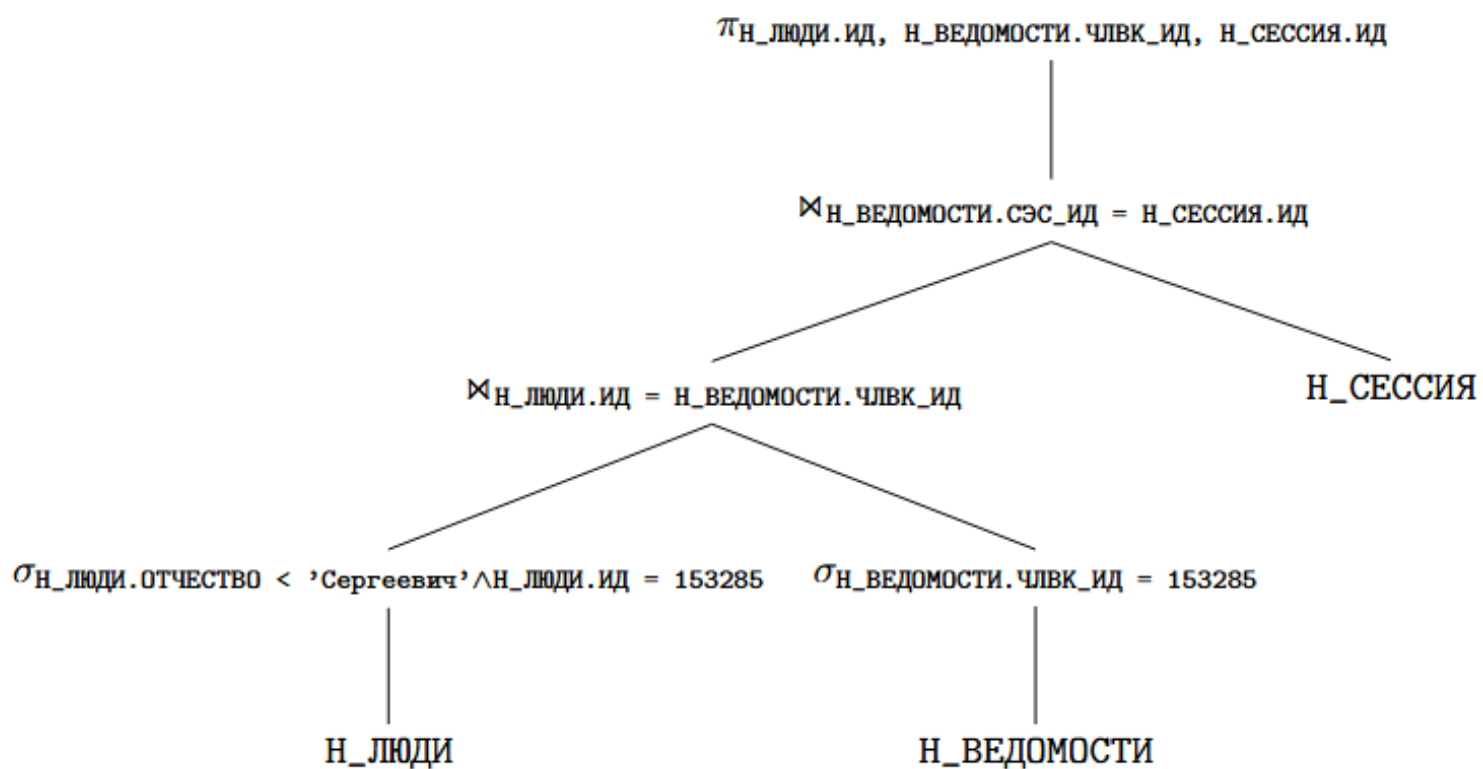 πН_ЛЮДИ.ИД, Н_ВЕДОМОСТИ.ЧЛВК_ИД, Н_СЕССИЯ.ИД
⋈Н_ВЕДОМОСТИ.СЭС_ИД = Н_СЕССИЯ.ИД
⋈Н_ЛЮДИ.ИД = Н_ВЕДОМОСТИ.ЧЛВК_ИД
Н_СЕССИЯ
σН_ЛЮДИ.ОТЧЕСТВО < ’Сергеевич’∧Н_ЛЮДИ.ИД = 153285
σН_ВЕДОМОСТИ.ЧЛВК_ИД = 153285
Н_ЛЮДИ
Н_ВЕДОМОСТИ